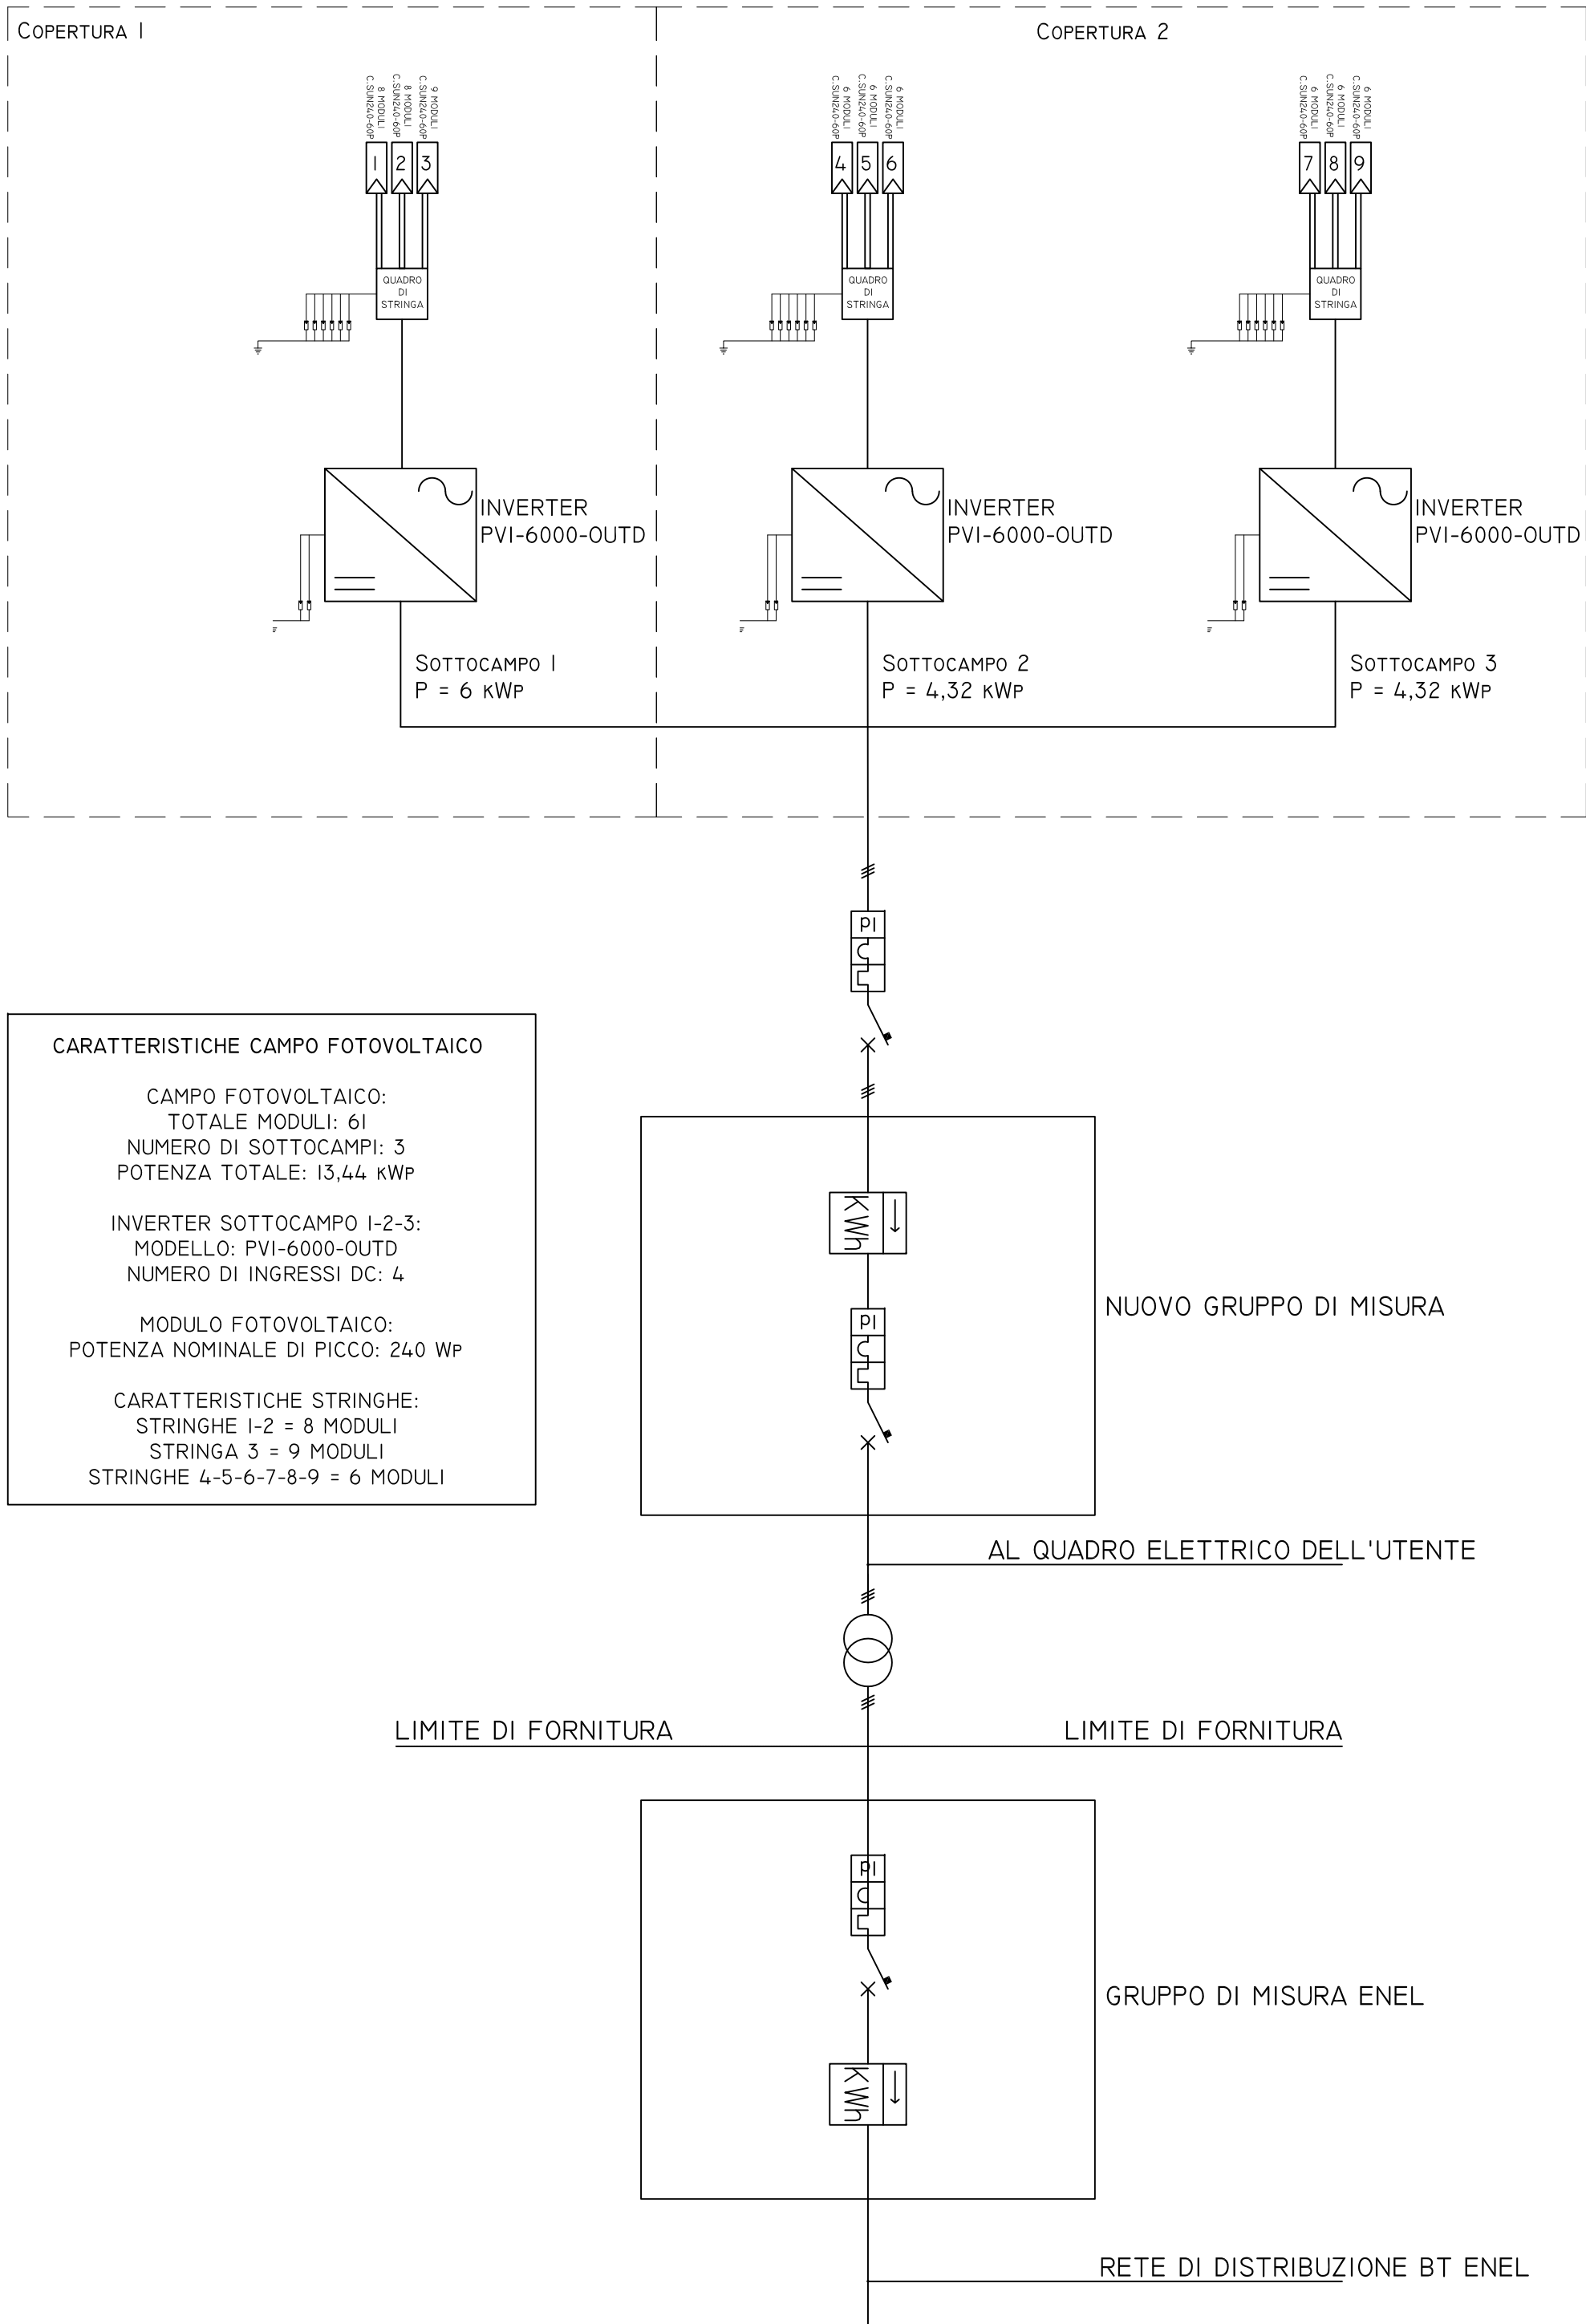 Copertura 1
Copertura 2
8 MODULI
C.SUN240-60P
8 MODULI
C.SUN240-60P
9 MODULI
C.SUN240-60P
6 MODULI
C.SUN240-60P
6 MODULI
C.SUN240-60P
6 MODULI
C.SUN240-60P
6 MODULI
C.SUN240-60P
6 MODULI
C.SUN240-60P
6 MODULI
C.SUN240-60P
1 2 3
4 5 6
7 8 9
QUADRO
DI
STRINGA
QUADRO
DI
STRINGA
QUADRO
DI
STRINGA
INVERTER
PVI-6000-OUTD
INVERTER
PVI-6000-OUTD
INVERTER
PVI-6000-OUTD
Sottocampo 1
P = 6 kWp
Sottocampo 2
P = 4,32 kWp
Sottocampo 3
P = 4,32 kWp
Id
CARATTERISTICHE CAMPO FOTOVOLTAICO
CAMPO FOTOVOLTAICO:
TOTALE MODULI: 61
NUMERO DI SOTTOCAMPI: 3
POTENZA TOTALE: 13,44 kWp
INVERTER SOTTOCAMPO 1-2-3:
MODELLO: PVI-6000-OUTD
NUMERO DI INGRESSI DC: 4
MODULO FOTOVOLTAICO:
POTENZA NOMINALE DI PICCO: 240 Wp
CARATTERISTICHE STRINGHE:
STRINGHE 1-2 = 8 MODULI
STRINGA 3 = 9 MODULI
STRINGHE 4-5-6-7-8-9 = 6 MODULI
KWh
Id
NUOVO GRUPPO DI MISURA
AL QUADRO ELETTRICO DELL'UTENTE
LIMITE DI FORNITURA
LIMITE DI FORNITURA
Id
GRUPPO DI MISURA ENEL
KWh
RETE DI DISTRIBUZIONE BT ENEL